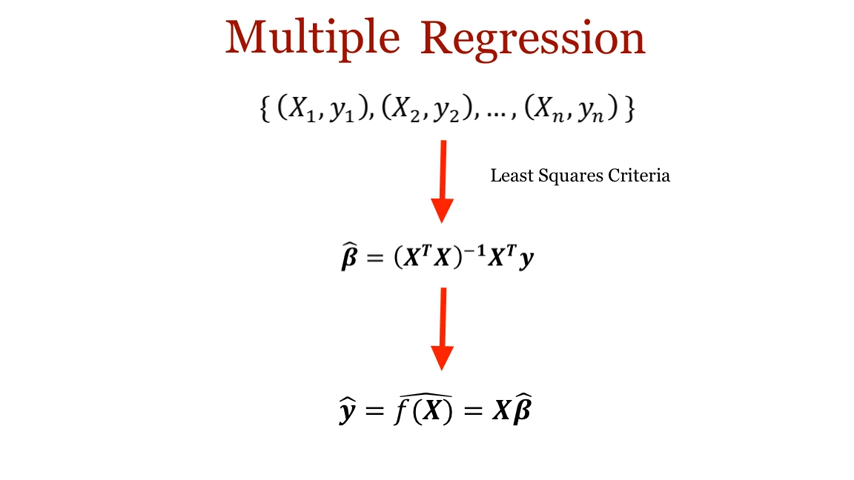 Multiple Regression
{(X₁, y₁), (X₂, y₂), … , (Xₙ, yₙ)}
Least Squares Criteria
β̂ = (XᵀX)⁻¹Xᵀy
ŷ = f(X)̂ = Xβ̂